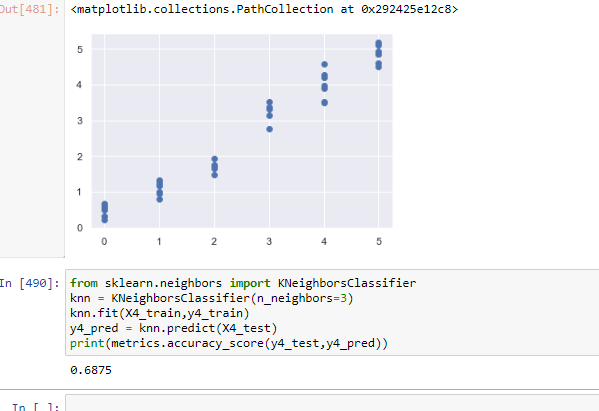 Out[481]: <matplotlib.collections.PathCollection at 0x292425e12c8>
5
4
3
2
1
0
0 1 2 3 4 5
In [490]: from sklearn.neighbors import KNeighborsClassifier
knn = KNeighborsClassifier(n_neighbors=3)
knn.fit(X4_train,y4_train)
y4_pred = knn.predict(X4_test)
print(metrics.accuracy_score(y4_test,y4_pred))
0.6875
In [ ]: